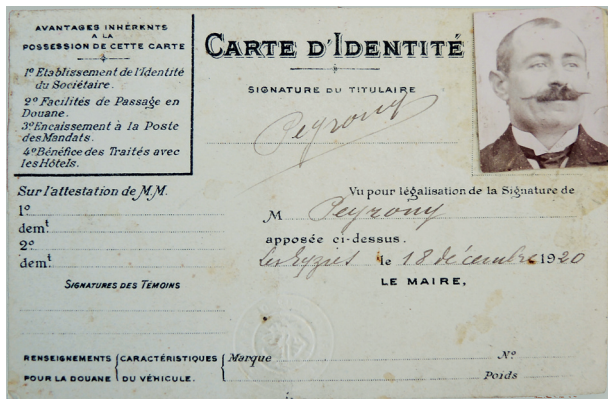 AVANTAGES INHÉRENTS
A LA
POSSESSION DE CETTE CARTE
1º Etablissement de l'Identité
du Sociétaire.
2º Facilités de Passage en
Douane.
3º Encaissement à la Poste
des Mandats.
4º Bénéfice des Traités avec
les Hôtels.
CARTE D'IDENTITÉ
SIGNATURE DU TITULAIRE
Peyrony
Sur l'attestation de M.M.
1º
demt
2º
demt
SIGNATURES DES TÉMOINS
Vu pour légalisation de la Signature de
M Peyrony
apposée ci-dessus.
Les Eyzies le 18 décembre 1920
LE MAIRE,
RENSEIGNEMENTS { CARACTÉRISTIQUES { Marque Nº
POUR LA DOUANE { DU VÉHICULE. { Poids